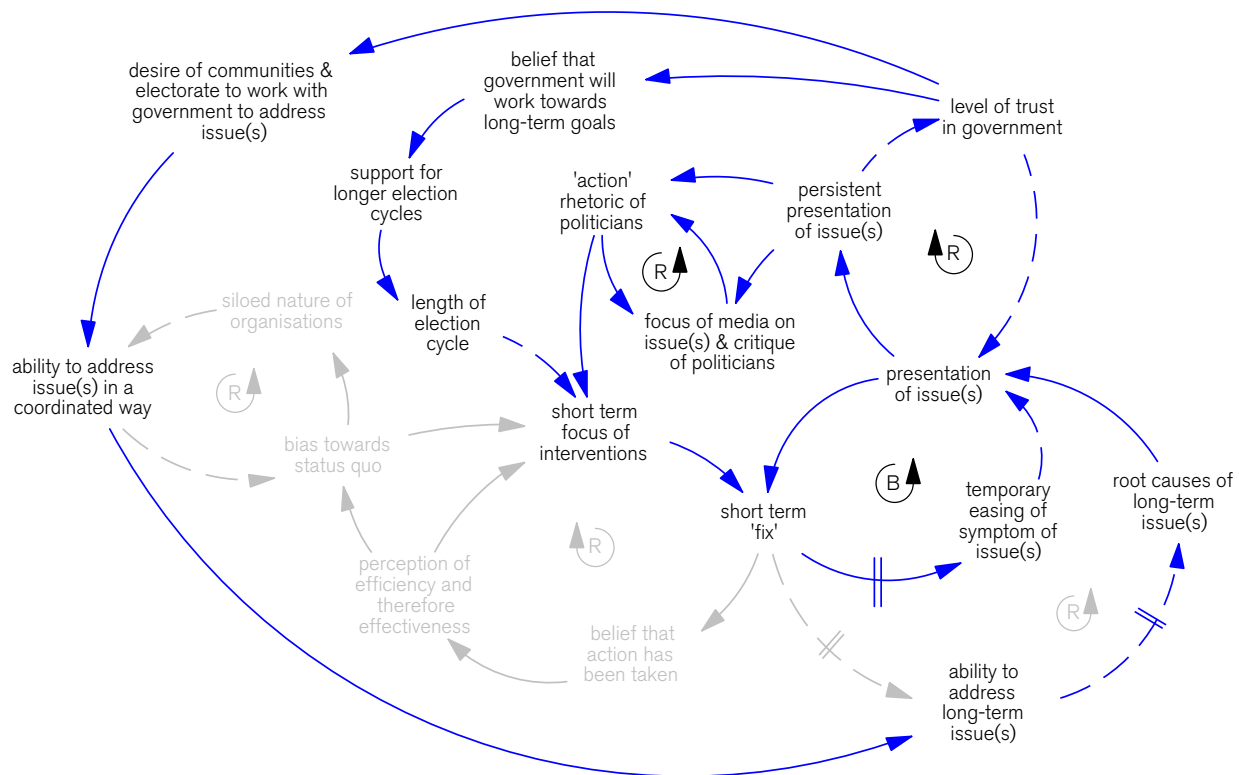 desire of communities &
electorate to work with
government to address
issue(s)
belief that
government will
work towards
long-term goals
level of trust
in government
support for
longer election
cycles
'action'
rhetoric of
politicians
persistent
presentation
of issue(s)
R
R
siloed nature of
organisations
length of
election
cycle
focus of media on
issue(s) & critique
of politicians
ability to address
issue(s) in a
coordinated way
R
presentation
of issue(s)
bias towards
status quo
short term
focus of
interventions
B
short term
'fix'
temporary
easing of
symptom of
issue(s)
root causes of
long-term
issue(s)
R
perception of
efficiency and
therefore
effectiveness
R
belief that
action has
been taken
ability to
address
long-term
issue(s)